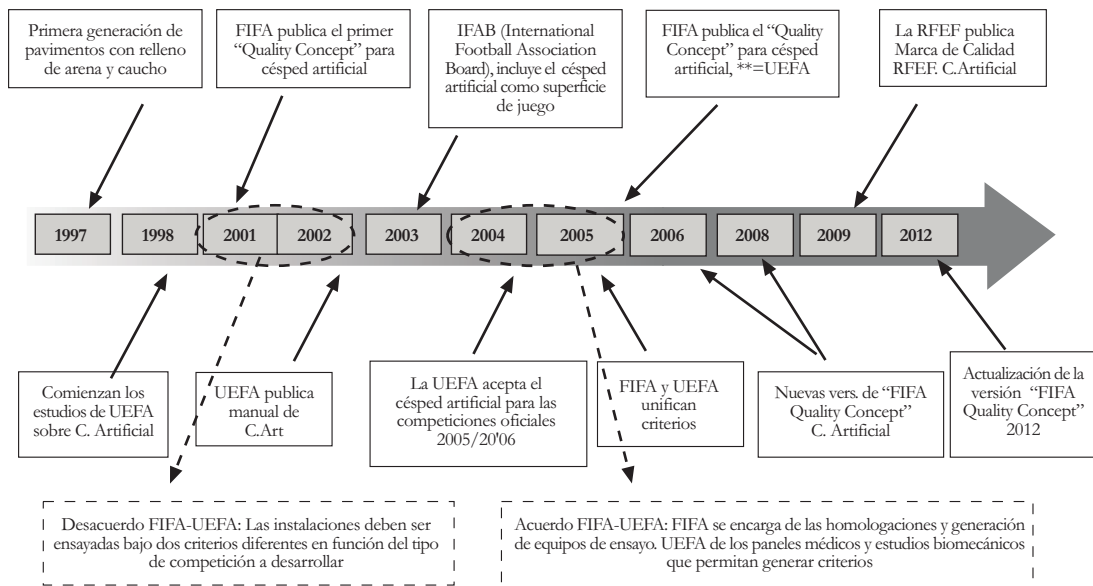 Primera generación de
pavimentos con relleno
de arena y caucho
FIFA publica el primer
“Quality Concept” para
césped artificial
IFAB (International
Football Association
Board), incluye el césped
artificial como superficie
de juego
FIFA publica el “Quality
Concept” para césped
artificial, **=UEFA
La RFEF publica
Marca de Calidad
RFEF. C.Artificial
1997
1998
2001
2002
2003
2004
2005
2006
2008
2009
2012
Comienzan los
estudios de UEFA
sobre C. Artificial
UEFA publica
manual de
C.Art
La UEFA acepta el
césped artificial para las
competiciones oficiales
2005/20'06
FIFA y UEFA
unifican
criterios
Nuevas vers. de “FIFA
Quality Concept”
C. Artificial
Actualización de la
versión “FIFA
Quality Concept”
2012
Desacuerdo FIFA-UEFA: Las instalaciones deben ser
ensayadas bajo dos criterios diferentes en función del tipo
de competición a desarrollar
Acuerdo FIFA-UEFA: FIFA se encarga de las homologaciones y generación
de equipos de ensayo. UEFA de los paneles médicos y estudios biomecánicos
que permitan generar criterios